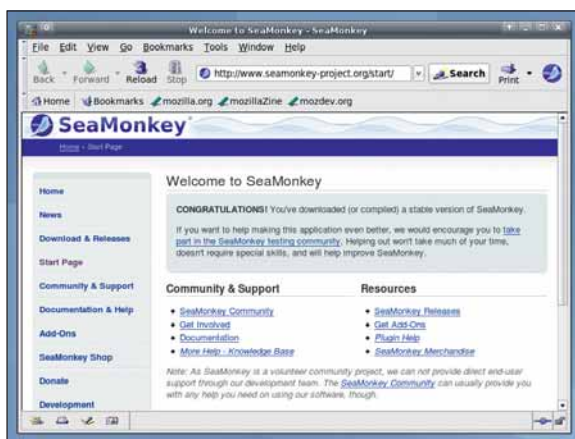 Welcome to SeaMonkey - SeaMonkey
File Edit View Go Bookmarks Tools Window Help
Back Forward Reload Stop http://www.seamonkey-project.org/start/ Search Print
Home Bookmarks mozilla.org mozillaZine mozdev.org
SeaMonkey
Home » Start Page
Home
News
Download & Releases
Start Page
Community & Support
Documentation & Help
Add-Ons
SeaMonkey Shop
Donate
Development
Welcome to SeaMonkey
CONGRATULATIONS! You've downloaded (or compiled) a stable version of SeaMonkey.
If you want to help making this application even better, we would encourage you to take
part in the SeaMonkey testing community. Helping out won't take much of your time,
doesn't require special skills, and will help improve SeaMonkey.
Community & Support
• SeaMonkey Community
• Get Involved
• Documentation
• More Help - Knowledge Base
Resources
• SeaMonkey Releases
• Get Add-Ons
• Plugin Help
• SeaMonkey Merchandise
Note: As SeaMonkey is a volunteer community project, we can not provide direct end-user
support through our development team. The SeaMonkey Community can usually provide you
with any help you need on using our software, though.